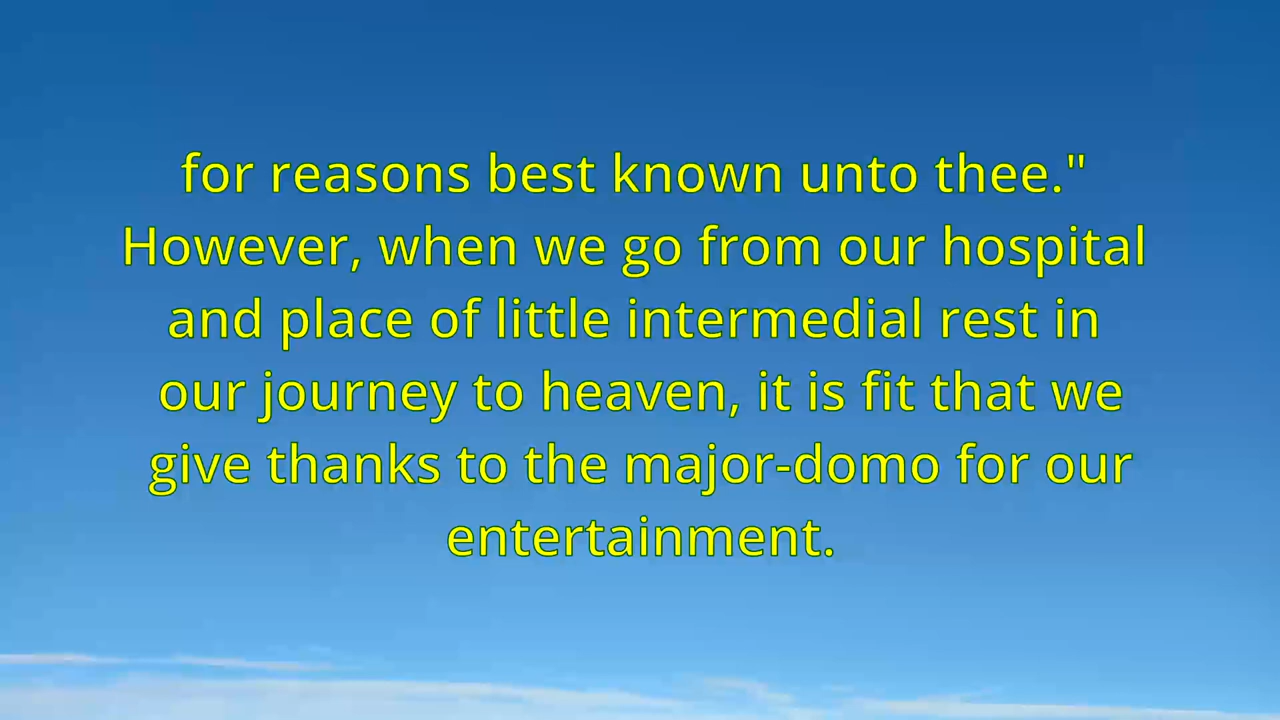 for reasons best known unto thee."
However, when we go from our hospital
and place of little intermedial rest in
our journey to heaven, it is fit that we
give thanks to the major-domo for our
entertainment.